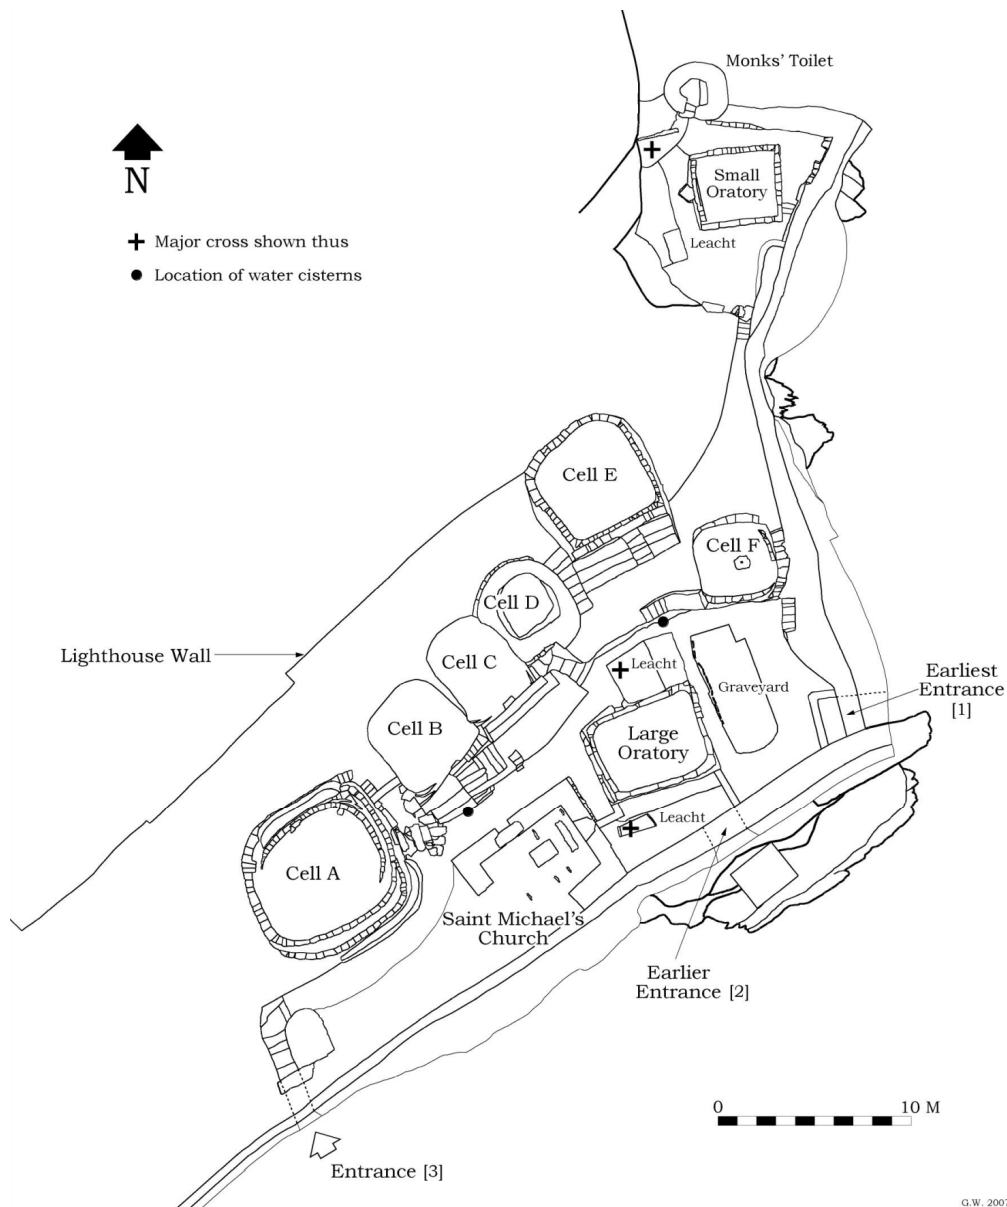 Monks' Toilet
N
Small
Oratory
Major cross shown thus
Leacht
Location of water cisterns
Cell E
Cell F
Cell D
Lighthouse Wall
Cell C
Leacht
Graveyard
Earliest
Entrance
[1]
Cell B
Large
Oratory
Leacht
Cell A
Saint Michael's
Church
Earlier
Entrance [2]
0 10 M
Entrance [3]
G.W. 2007